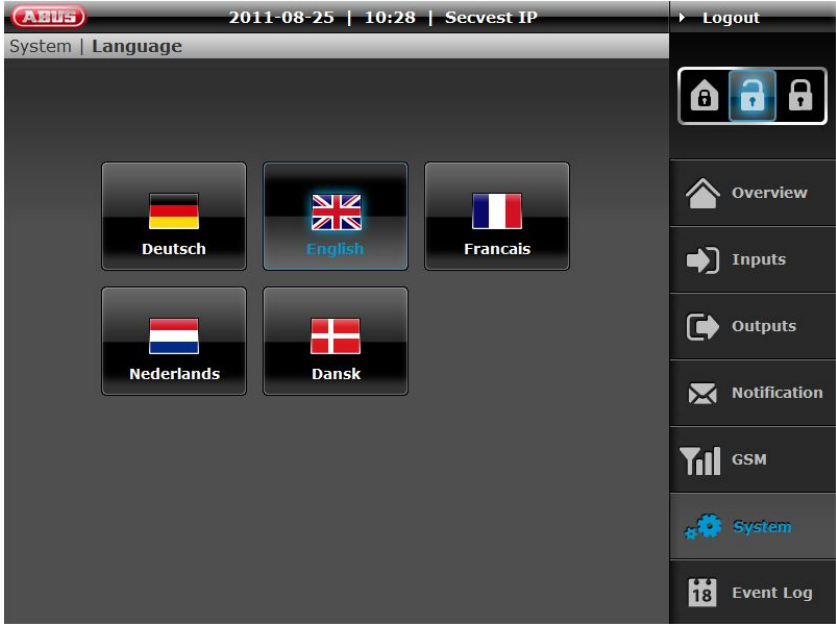 ABUS 2011-08-25 | 10:28 | Secvest IP
Logout
System | Language
Deutsch English Francais
Nederlands Dansk
Overview
Inputs
Outputs
Notification
GSM
System
18 Event Log